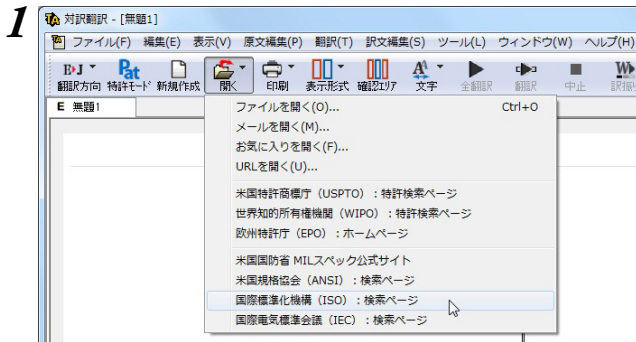 1
対訳翻訳 - [無題1]
ファイル(F) 編集(E) 表示(V) 原文編集(P) 翻訳(T) 訳文編集(S) ツール(L) ウィンドウ(W) ヘルプ(H)
E▸J Pat
翻訳方向 特許モード 新規作成 開く 印刷 表示形式 確認エリア 文字 全翻訳 翻訳 中止
E 無題1
ファイルを開く(O)... Ctrl+O
メールを開く(M)...
お気に入りを開く(F)...
URLを開く(U)...
米国特許商標庁（USPTO）：特許検索ページ
世界知的所有権機関（WIPO）：特許検索ページ
欧州特許庁（EPO）：ホームページ
米国国防省 MILスペック公式サイト
米国規格協会（ANSI）：検索ページ
国際標準化機構（ISO）：検索ページ
国際電気標準会議（IEC）：検索ページ